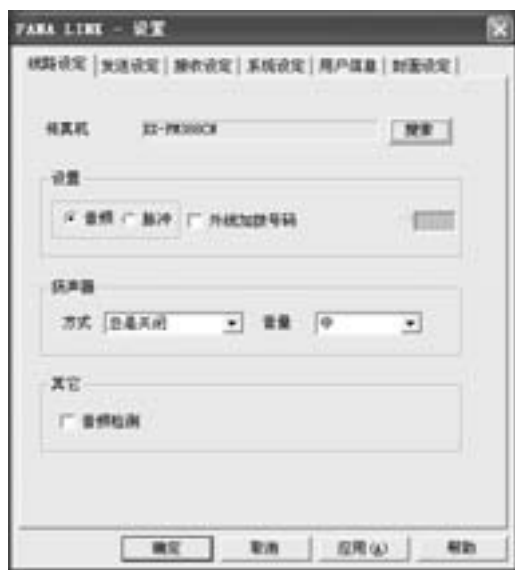 PANA LINK - 设置
线路设定 发送设定 接收设定 系统设定 用户信息 封面设定
传真机 搜索
设置
音频 脉冲 外线加拨号码
扬声器
方式 总是关闭 音量 中
其它
音频检测
确定 取消 应用(A) 帮助